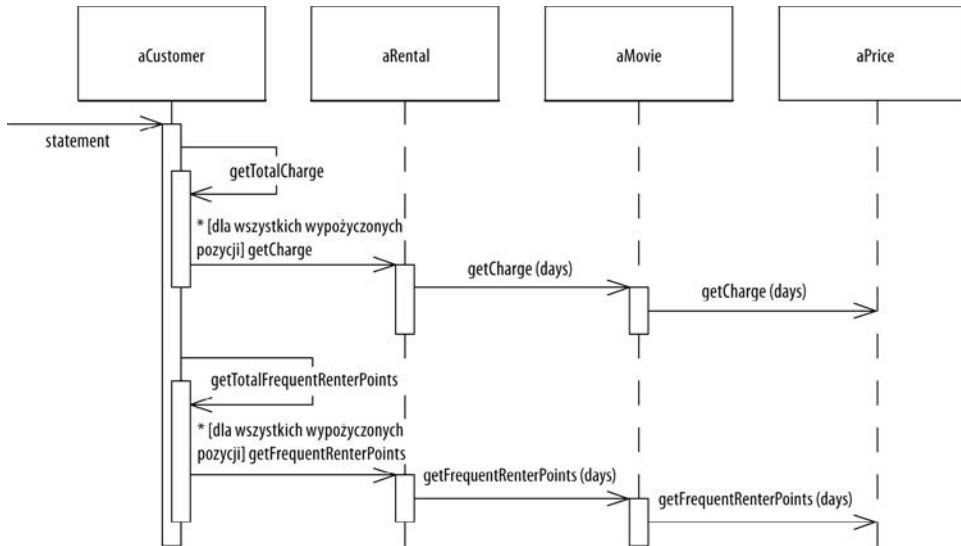 aCustomer
aRental
aMovie
aPrice
statement
getTotalCharge
* [dla wszystkich wypożyczonych
pozycji] getCharge
getCharge (days)
getCharge (days)
getTotalFrequentRenterPoints
* [dla wszystkich wypożyczonych
pozycji] getFrequentRenterPoints
getFrequentRenterPoints (days)
getFrequentRenterPoints (days)